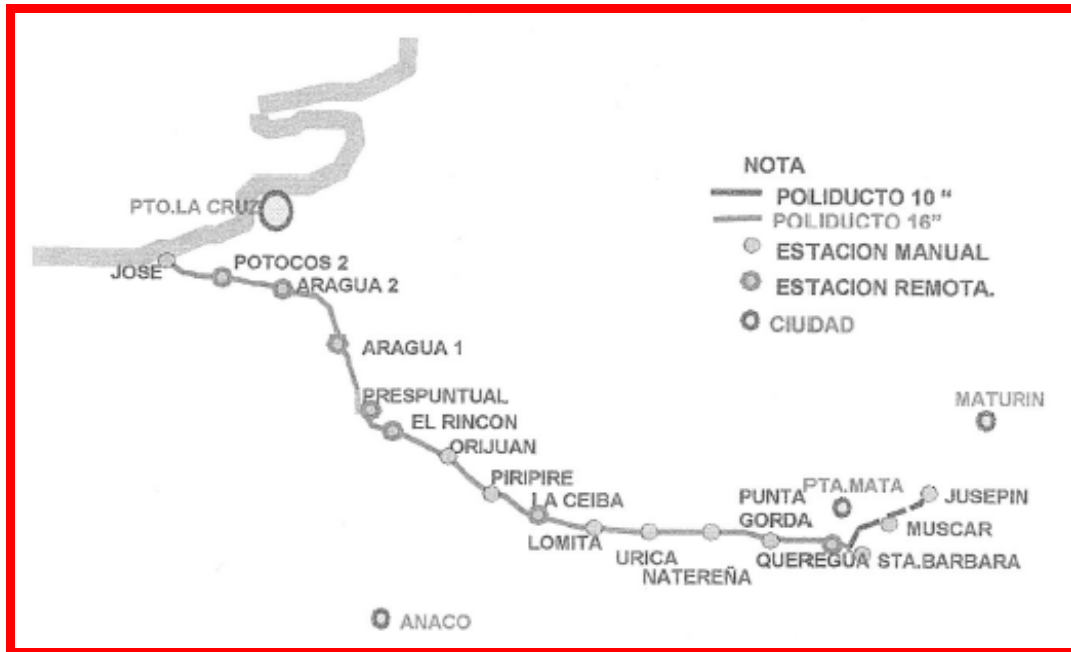 NOTA
POLIDUCTO 10 “
POLIDUCTO 16”
ESTACION MANUAL
ESTACION REMOTA.
CIUDAD
PTO.LA CRUZ
JOSE
POTOCOS 2
ARAGUA 2
ARAGUA 1
PRESPUNTUAL
EL RINCON
ORIJUAN
PIRIPIRE
LA CEIBA
LOMITA
URICA
NATEREÑA
PUNTA
GORDA
QUEREGUA
PTA.MATA
STA.BARBARA
MUSCAR
JUSEPIN
MATURIN
ANACO